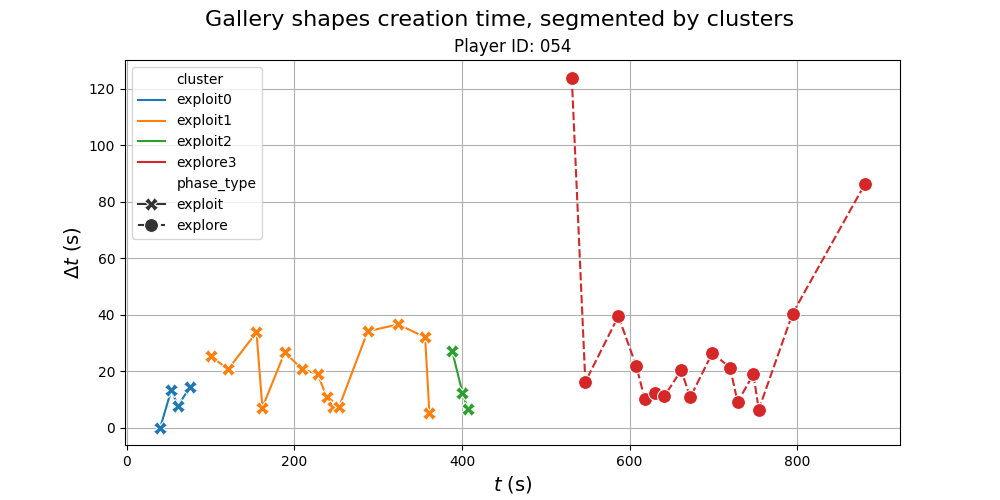 Gallery shapes creation time, segmented by clusters
Player ID: 054
cluster
exploit0
exploit1
exploit2
explore3
phase_type
exploit
explore
Δt (s)
120
100
80
60
40
20
0
0 200 400 600 800
t (s)